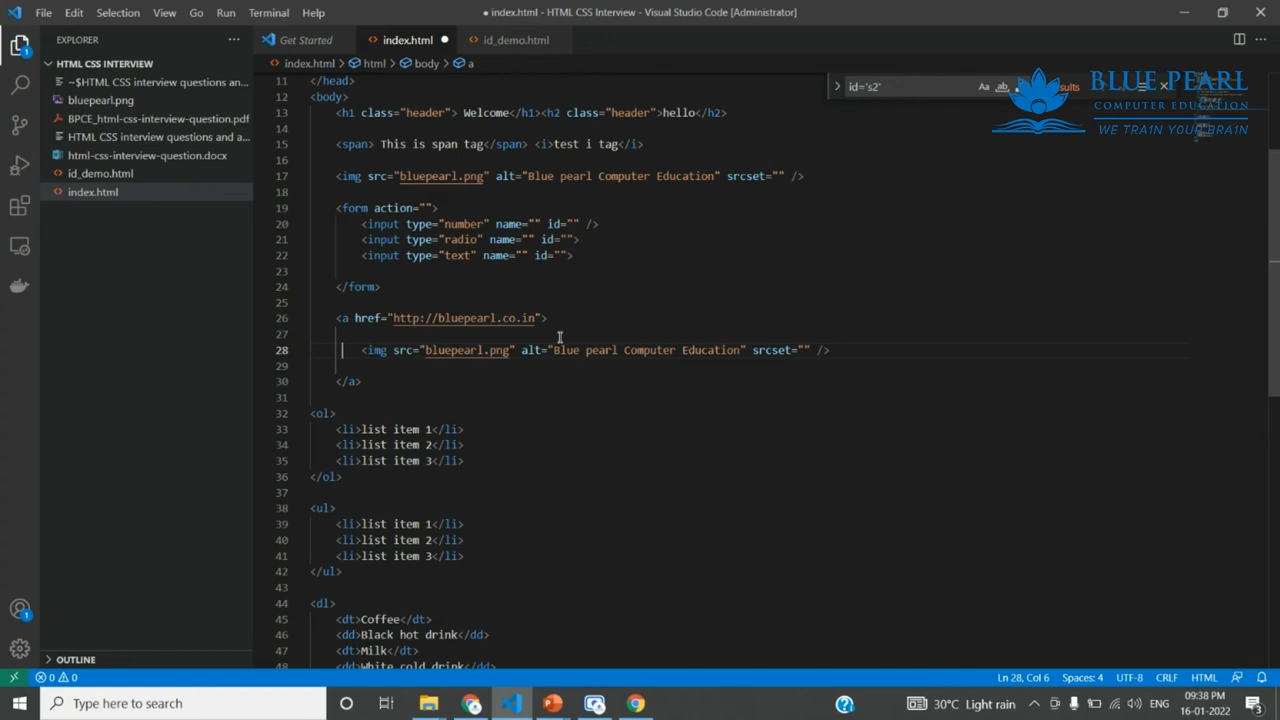 File Edit Selection View Go Run Terminal Help
● index.html - HTML CSS Interview - Visual Studio Code [Administrator]
EXPLORER
Get Started
index.html
id_demo.html
HTML CSS INTERVIEW
index.html > html > body > a
~$HTML CSS interview questions an...
bluepearl.png
BPCE_html-css-interview-question.pdf
HTML CSS Interview questions and a...
html-css-interview-question.docx
id_demo.html
index.html
id='s2'
BLUE PEARL
COMPUTER EDUCATION
"WE TRA1N YOUR BRA1N
11 </head>
12 <body>
13 <h1 class="header"> Welcome</h1><h2 class="header">hello</h2>
14
15 <span> This is span tag</span> <i>test i tag</i>
16
17 <img src="bluepearl.png" alt="Blue pearl Computer Education" srcset="" />
18
19 <form action="">
20 <input type="number" name="" id="" />
21 <input type="radio" name="" id="">
22 <input type="text" name="" id="">
23
24 </form>
25
26 <a href="http://bluepearl.co.in">
27
28 <img src="bluepearl.png" alt="Blue pearl Computer Education" srcset="" />
29
30 </a>
31
32 <ol>
33 <li>list item 1</li>
34 <li>list item 2</li>
35 <li>list item 3</li>
36 </ol>
37
38 <ul>
39 <li>list item 1</li>
40 <li>list item 2</li>
41 <li>list item 3</li>
42 </ul>
43
44 <dl>
45 <dt>Coffee</dt>
46 <dd>Black hot drink</dd>
47 <dt>Milk</dt>
48 <dd>White cold drink</dd>
OUTLINE
0 0
Ln 28, Col 6 Spaces: 4 UTF-8 CRLF HTML
Type here to search
30°C Light rain
ENG
09:38 PM
16-01-2022
3